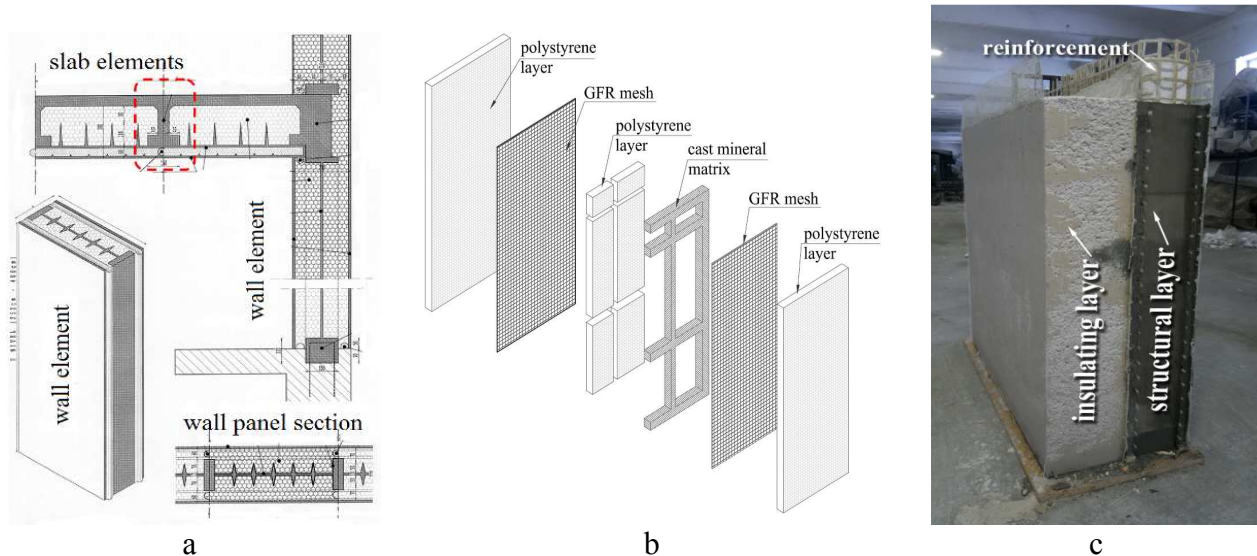 slab elements
wall element
wall element
wall panel section
a
polystyrene
layer
GFR mesh
polystyrene
layer
cast mineral
matrix
GFR mesh
polystyrene
layer
b
reinforcement
insulating layer
structural layer
c